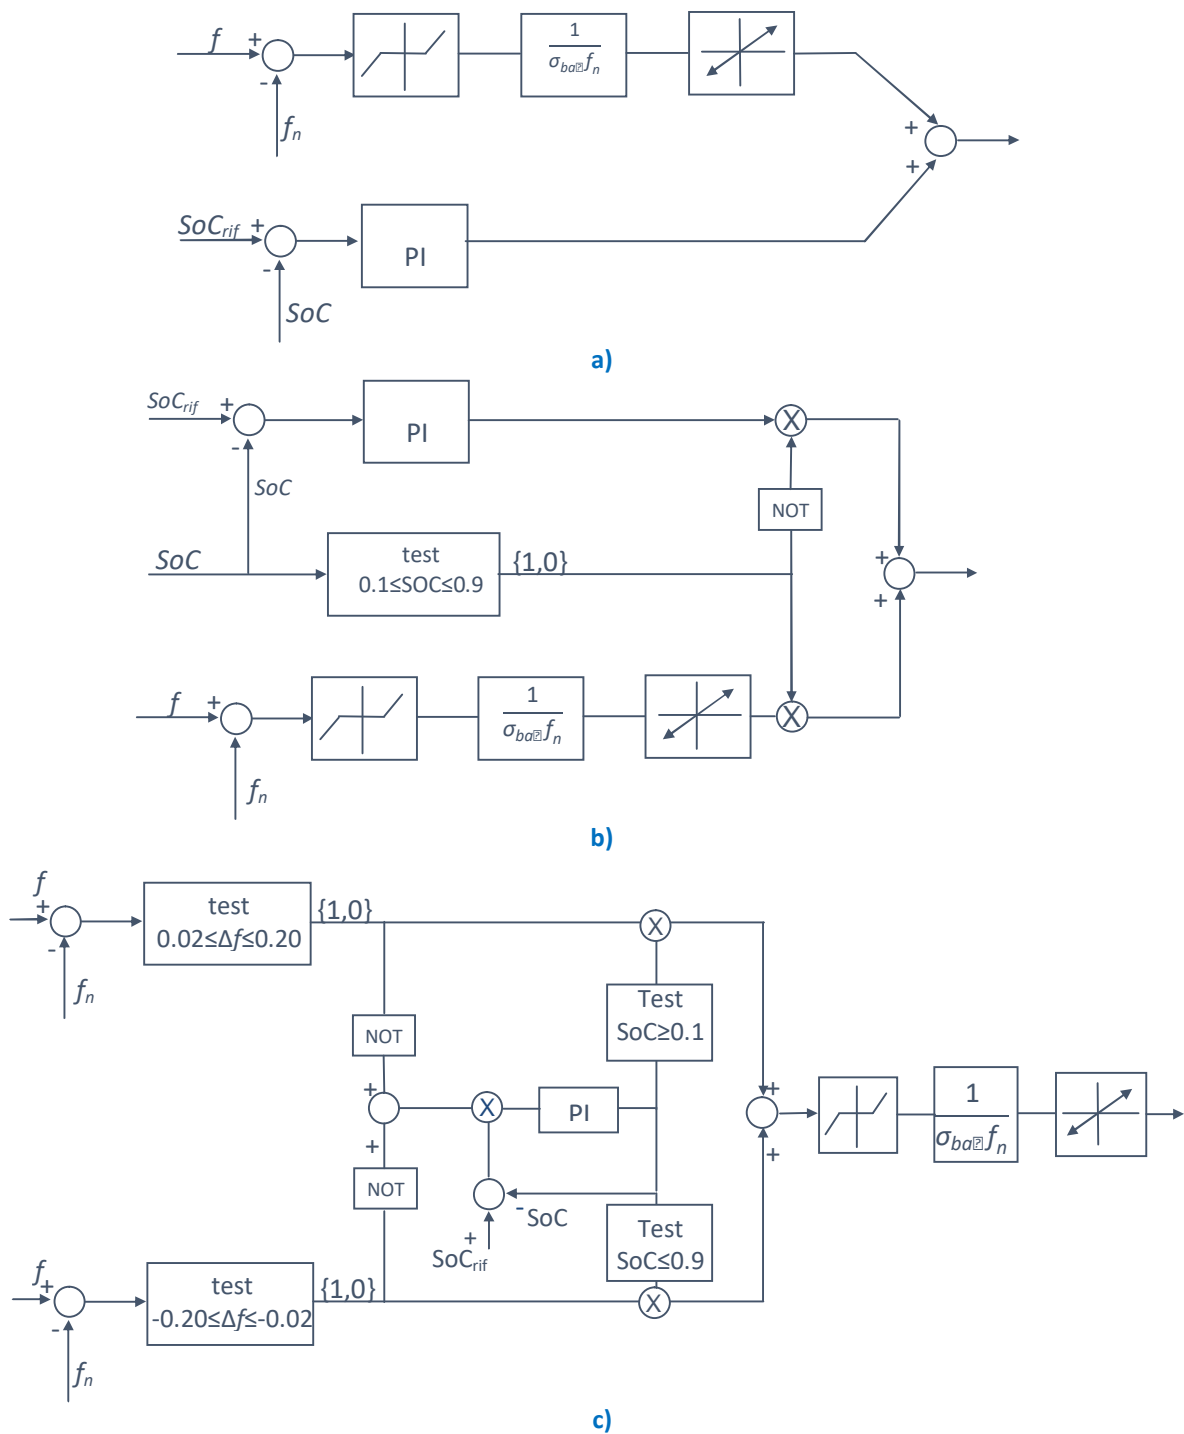 f
+
-
fn
1
σba⍰ fn
+
+
SoCrif
+
-
SoC
PI
a)
SoCrif
+
-
SoC
PI
X
NOT
SoC
test
0.1≤SOC≤0.9
{1,0}
+
+
f
+
-
fn
1
σba⍰ fn
X
b)
f
+
-
fn
test
0.02≤Δf≤0.20
{1,0}
X
Test
SoC≥0.1
NOT
+
+
X
PI
NOT
-
SoC
+
SoCrif
Test
SoC≤0.9
+
+
1
σba⍰ fn
f
+
-
fn
test
-0.20≤Δf≤-0.02
{1,0}
X
c)